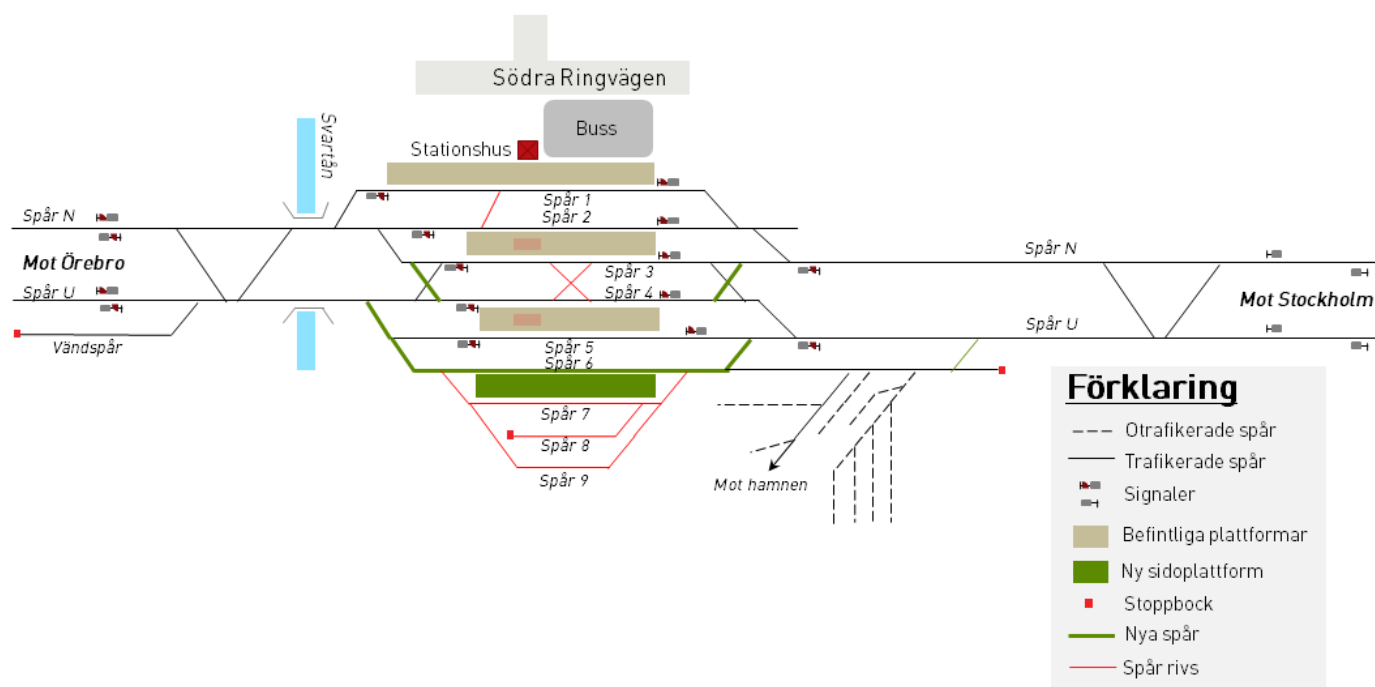 Södra Ringvägen
Buss
Svartån
Stationshus
Spår 1
Spår 2
Spår N
Spår N
Mot Örebro
Spår 3
Spår 4
Spår U
Mot Stockholm
Spår U
Vändspår
Spår 5
Spår 6
Spår 7
Spår 8
Spår 9
Mot hamnen
Förklaring
Otrafikerade spår
Trafikerade spår
Signaler
Befintliga plattformar
Ny sidoplattform
Stoppbock
Nya spår
Spår rivs